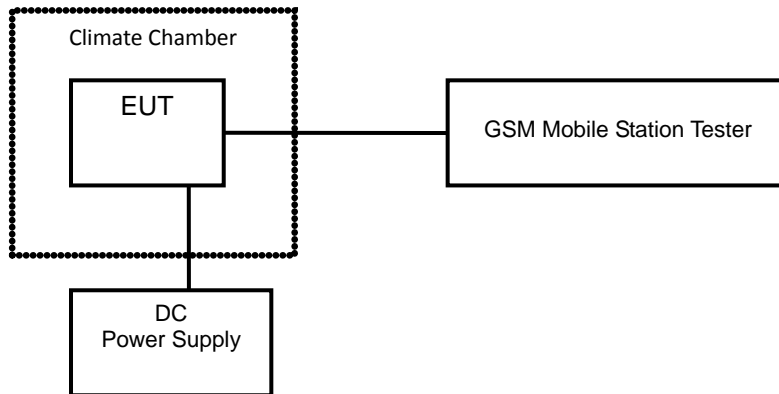 Climate Chamber
EUT
GSM Mobile Station Tester
DC
Power Supply